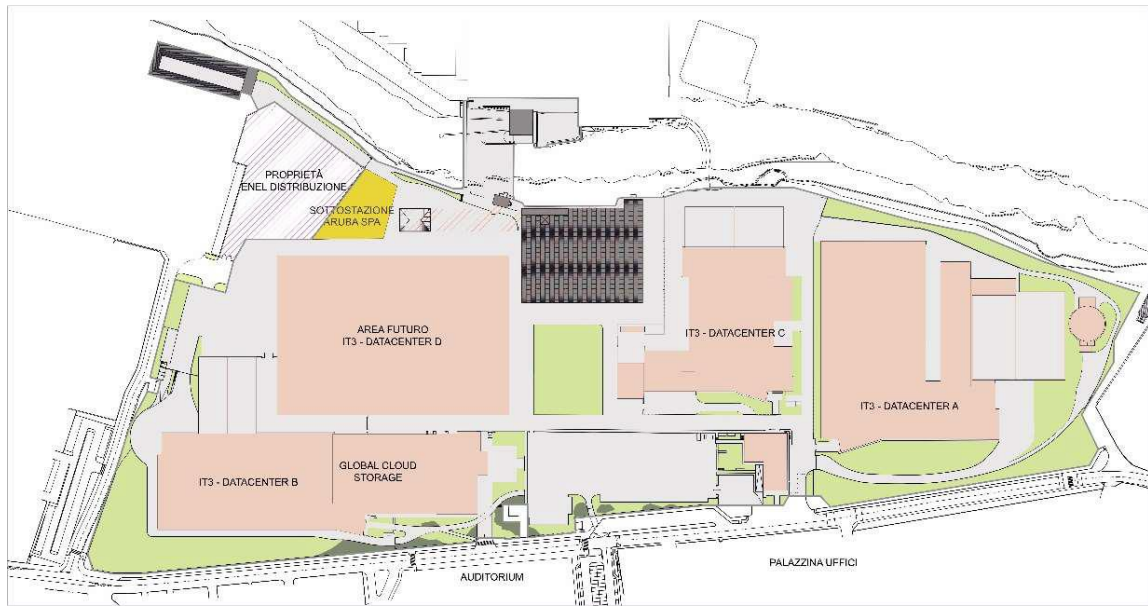 PROPRIETÀ
ENEL DISTRIBUZIONE
SOTTOSTAZIONE
ARUBA SPA
AREA FUTURO
IT3 - DATACENTER D
IT3 - DATACENTER C
IT3 - DATACENTER A
GLOBAL CLOUD
STORAGE
IT3 - DATACENTER B
AUDITORIUM
PALAZZINA UFFICI